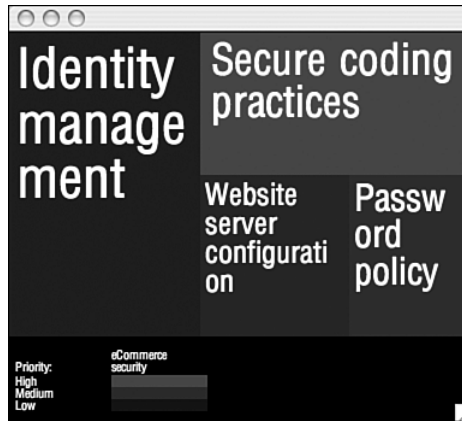 Identity
manage
ment
Secure coding
practices
Website
server
configurati
on
Passw
ord
policy
eCommerce
Priority:
security
High
Medium
Low